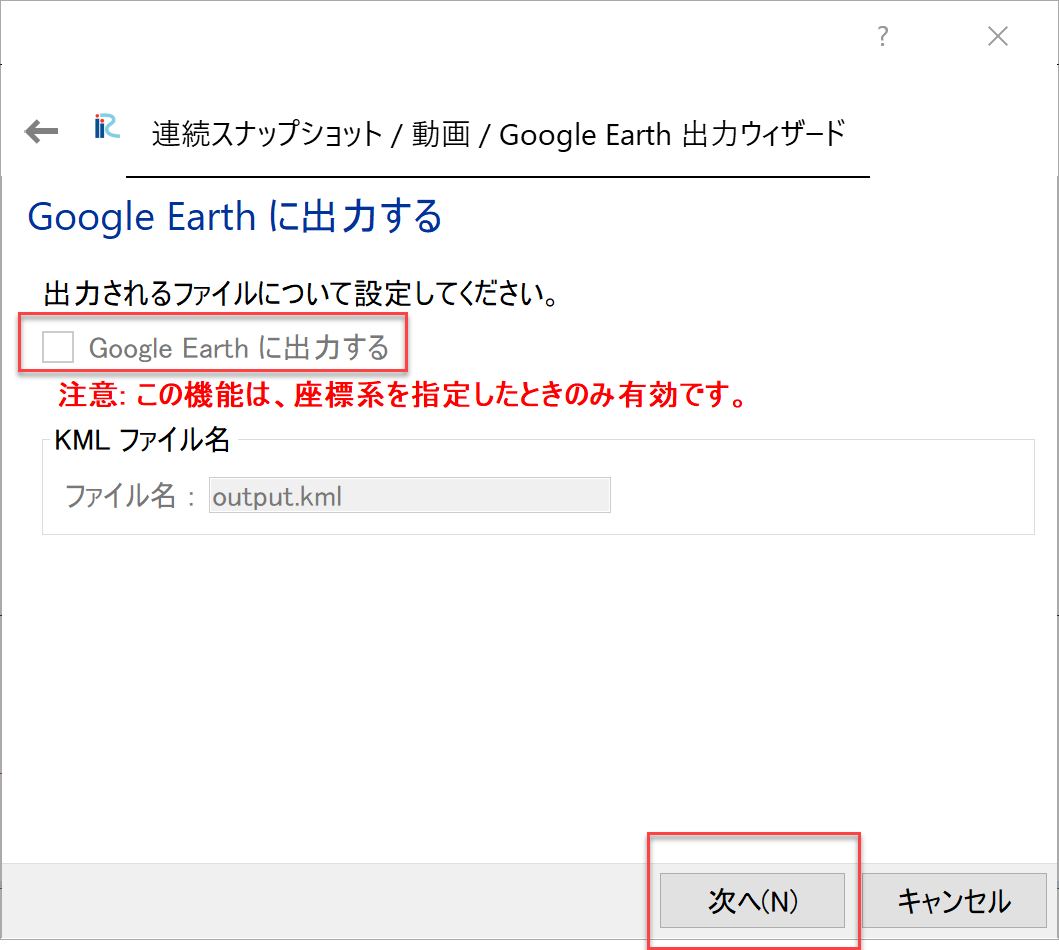 ?
iRC
連続スナップショット / 動画 / Google Earth 出力ウィザード
Google Earth に出力する
出力されるファイルについて設定してください。
Google Earth に出力する
注意: この機能は、座標系を指定したときのみ有効です。
KML ファイル名
ファイル名 : output.kml
次へ(N) キャンセル